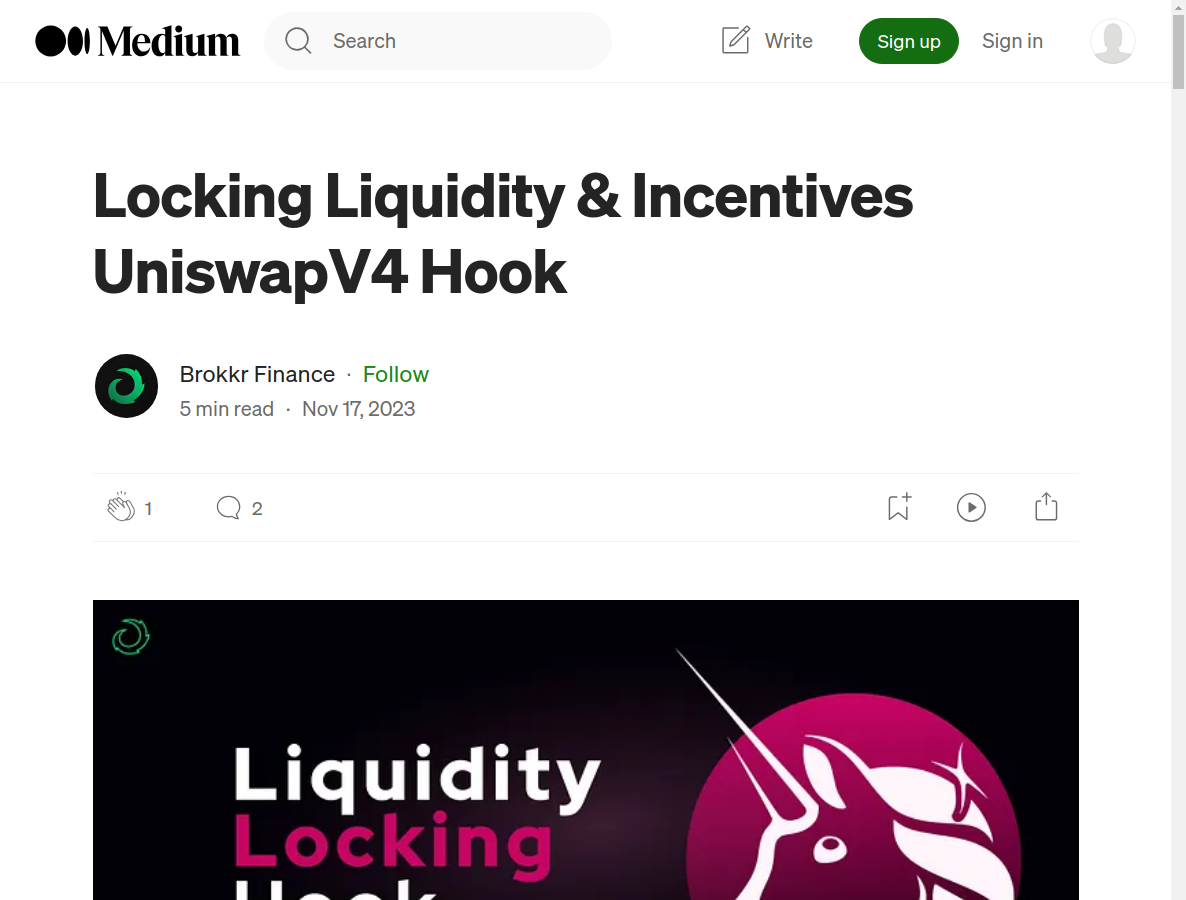 Medium
Search
Write
Sign up
Sign in
Locking Liquidity & Incentives
UniswapV4 Hook
Brokkr Finance · Follow
5 min read · Nov 17, 2023
1
2
Liquidity
Locking
Hook